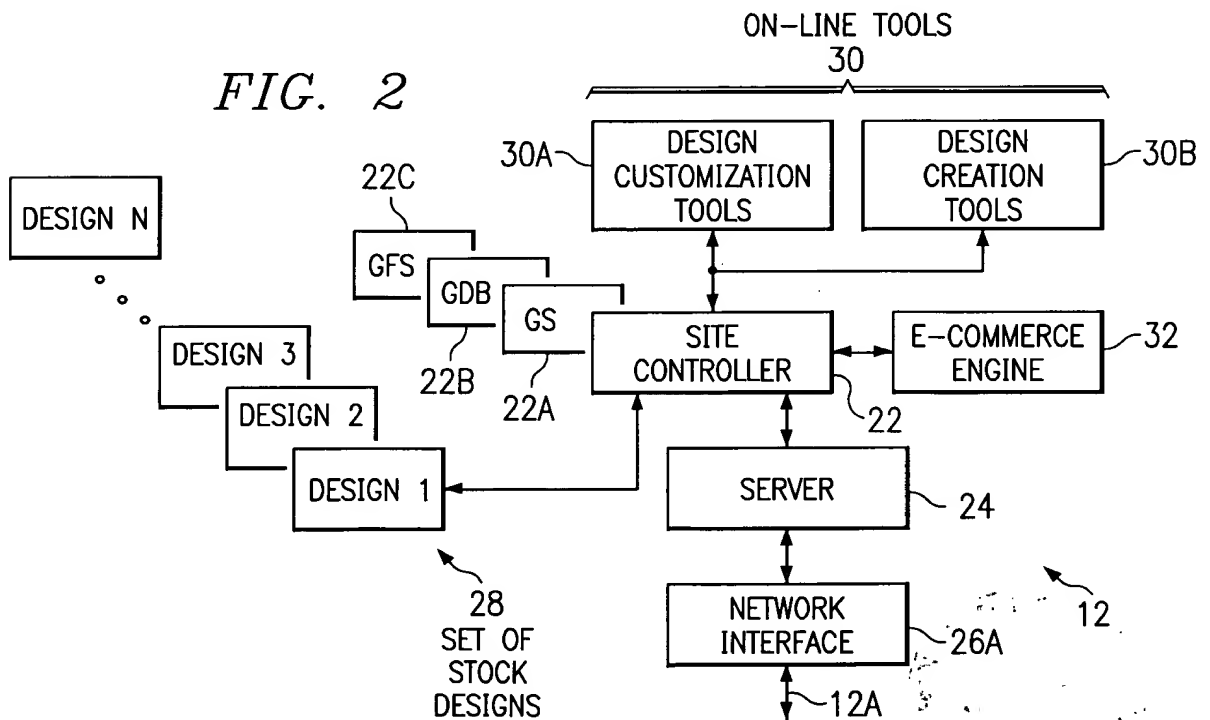 ON-LINE TOOLS
30
FIG. 2
30A
DESIGN
CUSTOMIZATION
TOOLS
DESIGN
CREATION
TOOLS
30B
22C
DESIGN N
GFS
GDB
GS
22B
22A
SITE
CONTROLLER
22
E-COMMERCE
ENGINE
32
DESIGN 3
DESIGN 2
DESIGN 1
SERVER
24
28
SET OF
STOCK
DESIGNS
NETWORK
INTERFACE
26A
12
12A